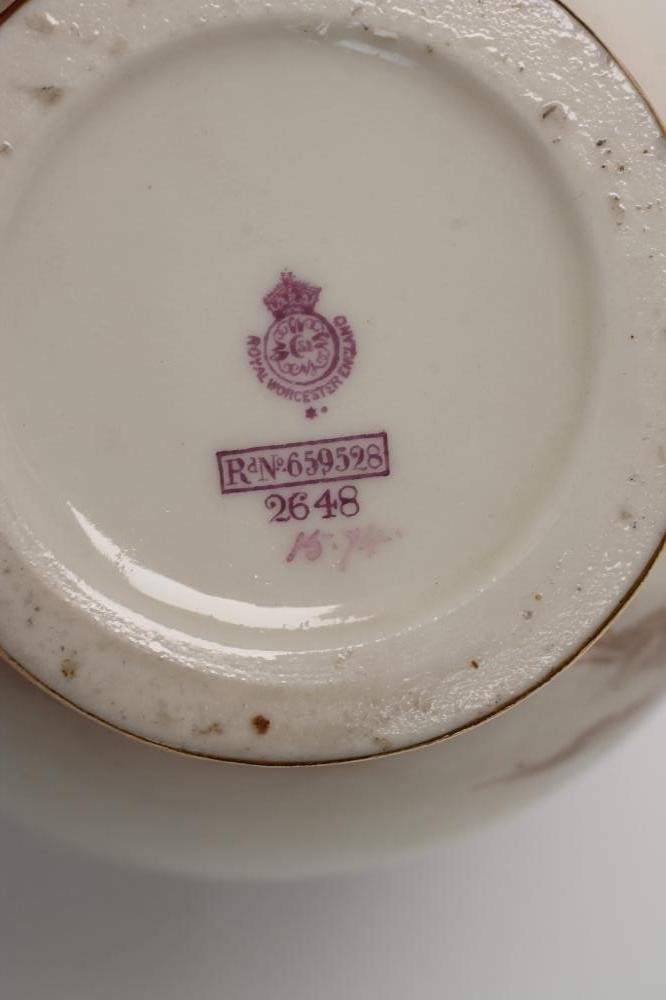 ROYAL WORCESTER ENGLAND
RdNo.659528
2648